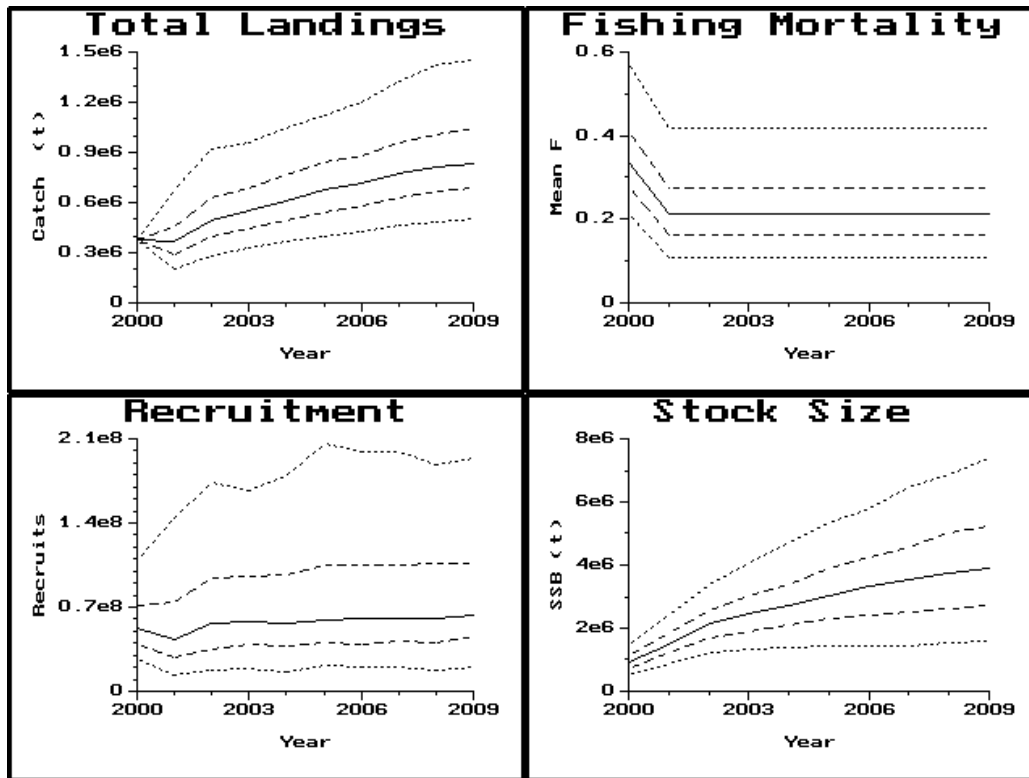 Total Landings
1.5e6
1.2e6
0.9e6
0.6e6
0.3e6
0
Catch (t)
2000 2003 2006 2009
Year
Fishing Mortality
0.6
0.4
0.2
0
Mean F
2000 2003 2006 2009
Year
Recruitment
2.1e8
1.4e8
0.7e8
0
Recruits
2000 2003 2006 2009
Year
Stock Size
8e6
6e6
4e6
2e6
0
SSB (t)
2000 2003 2006 2009
Year